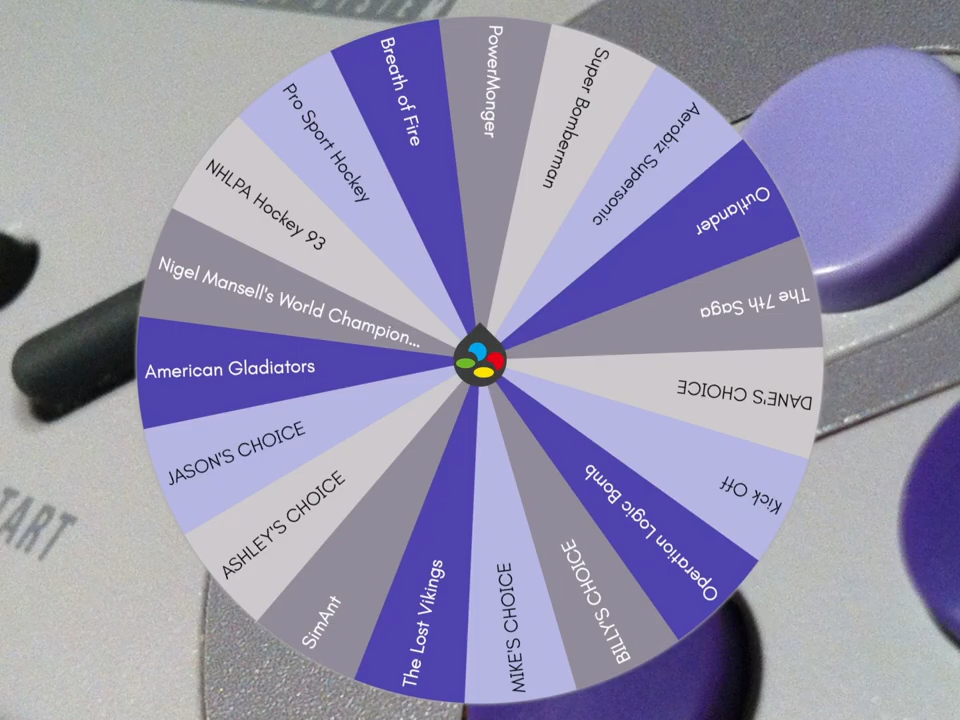 PowerMonger
Super Bomberman
Aerobiz Supersonic
Outlander
The 7th Saga
DANE'S CHOICE
Kick Off
Operation Logic Bomb
BILLY'S CHOICE
MIKE'S CHOICE
The Lost Vikings
SimAnt
ASHLEY'S CHOICE
JASON'S CHOICE
American Gladiators
Nigel Mansell's World Champion...
NHLPA Hockey 93
Pro Sport Hockey
Breath of Fire